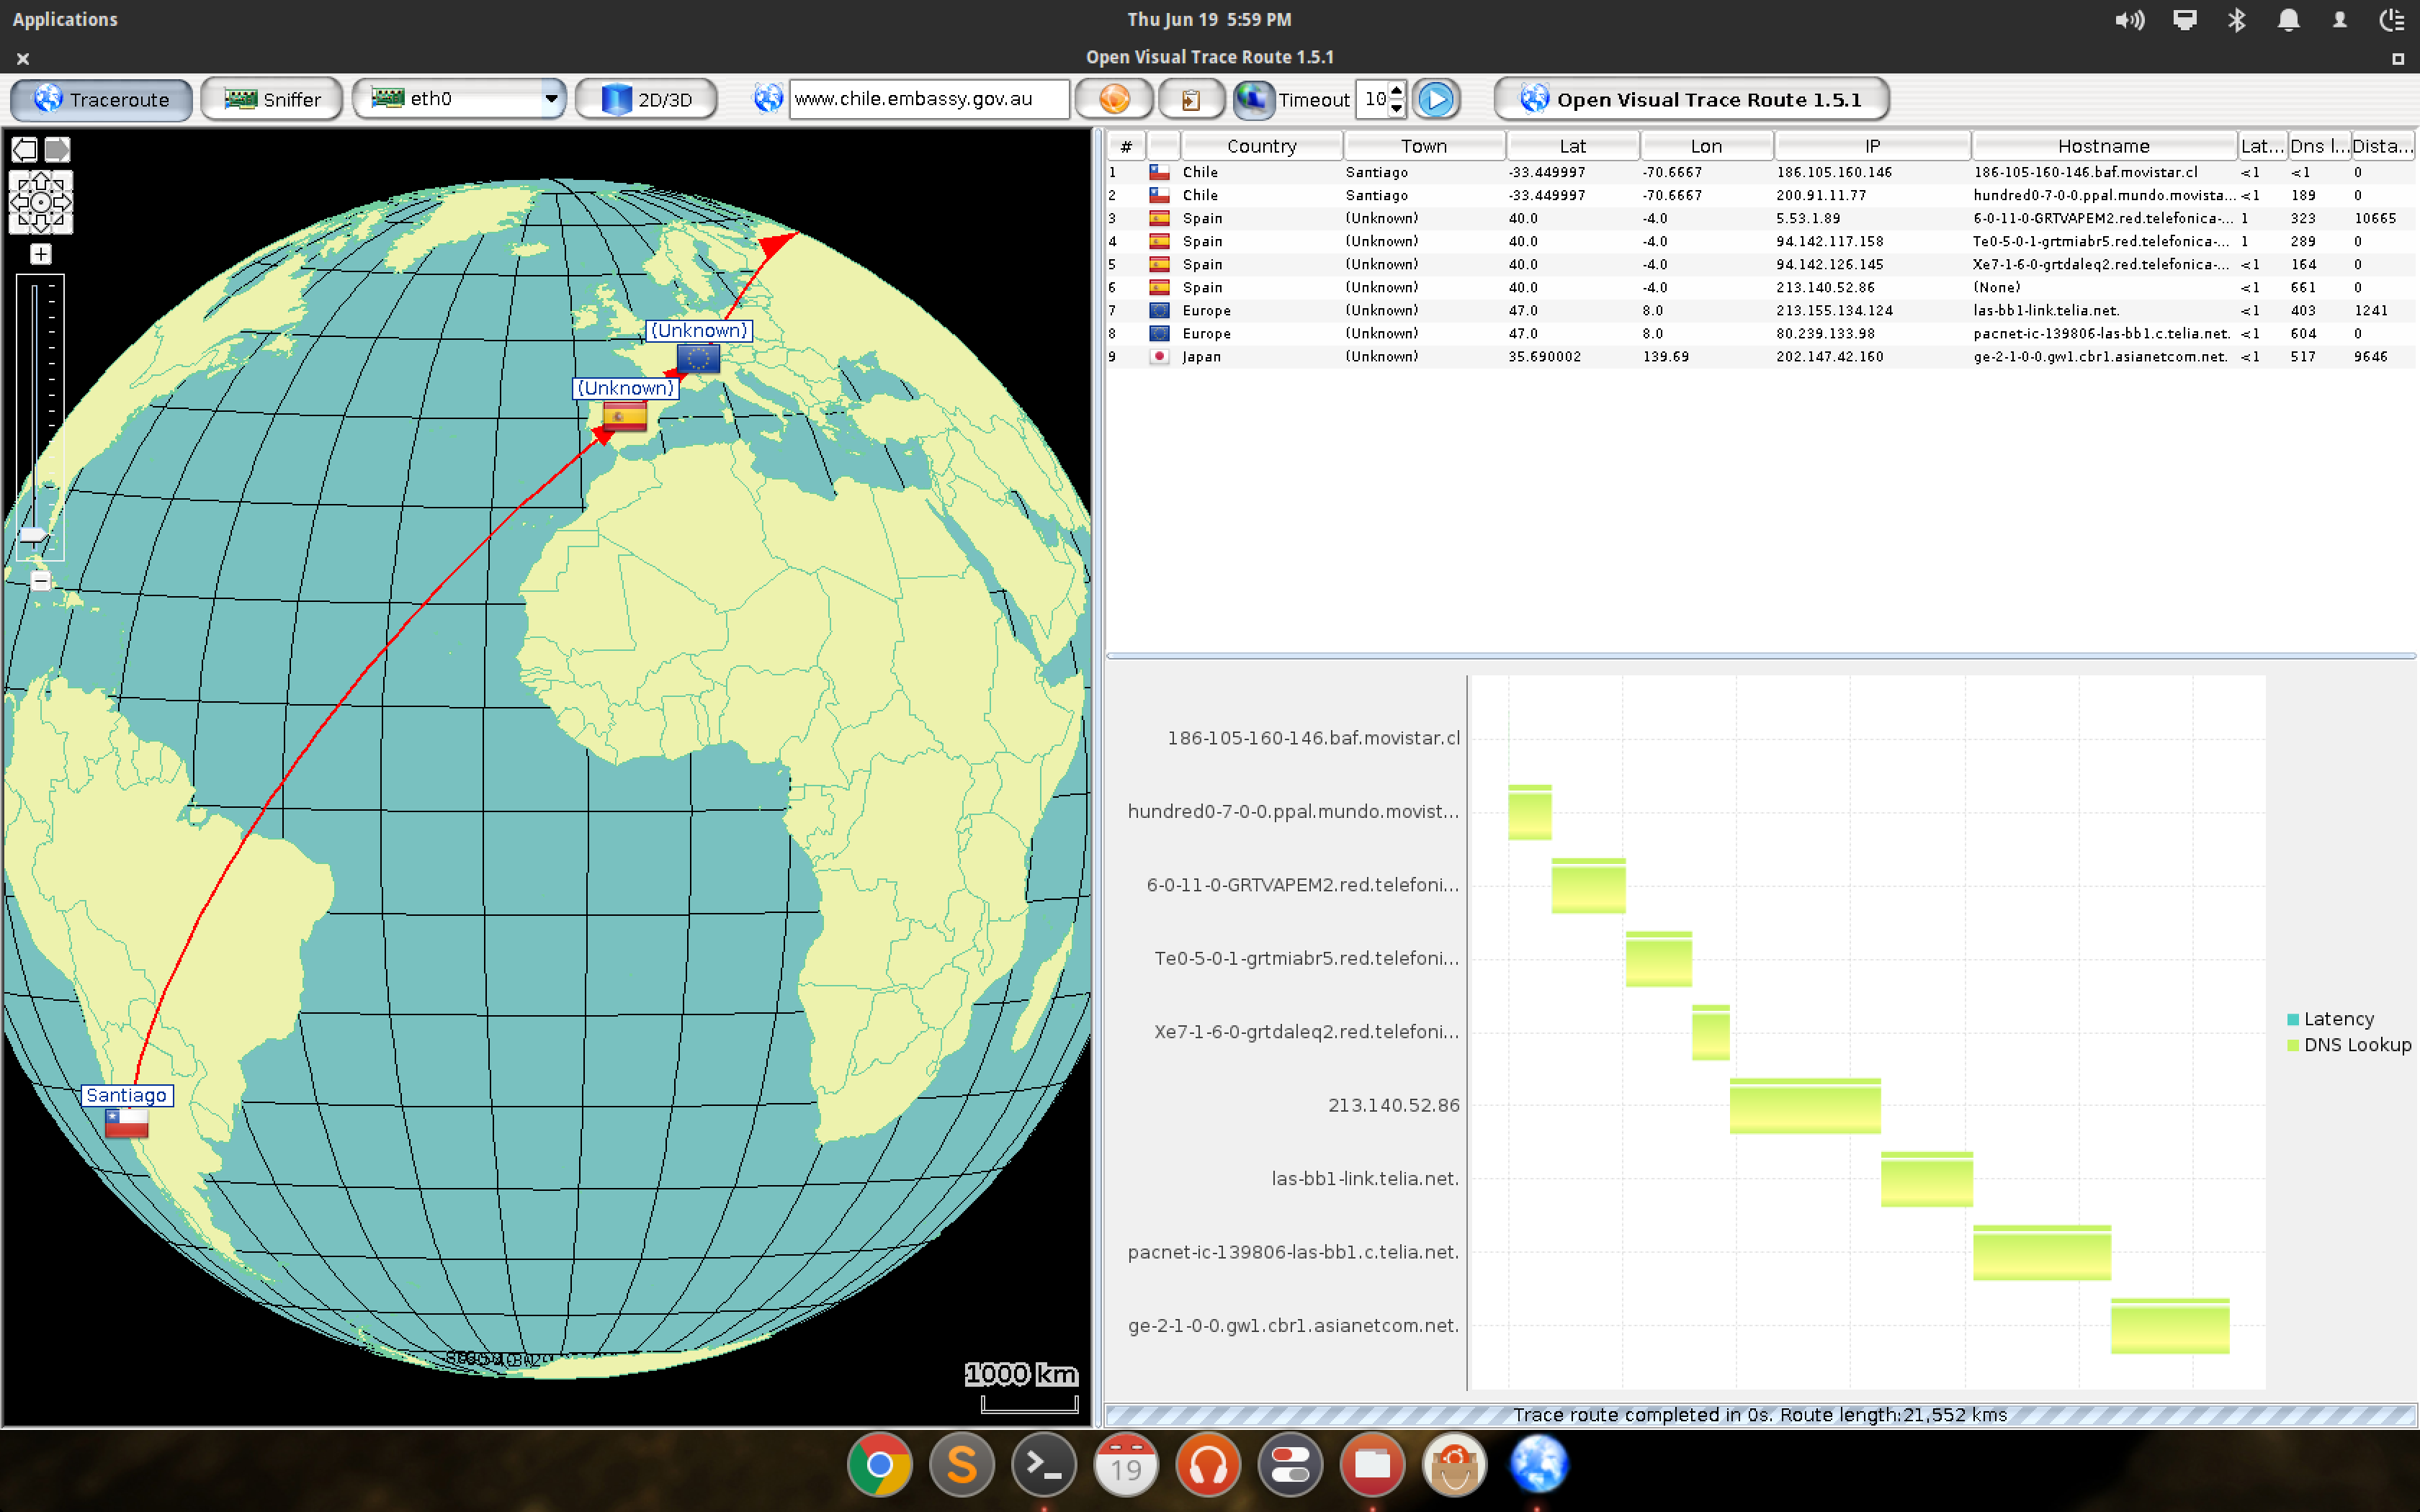 Applications
Thu Jun 19 5:59 PM
Open Visual Trace Route 1.5.1
Traceroute
Sniffer
eth0
2D/3D
www.chile.embassy.gov.au
Timeout
10
Open Visual Trace Route 1.5.1
# Country Town Lat Lon IP Hostname Lat... Dns l... Dista...
1 Chile Santiago -33.449997 -70.6667 186.105.160.146 186-105-160-146.baf.movistar.cl <1 <1 0
2 Chile Santiago -33.449997 -70.6667 200.91.11.77 hundred0-7-0-0.ppal.mundo.movista... <1 189 0
3 Spain (Unknown) 40.0 -4.0 5.53.1.89 6-0-11-0-GRTVAPEM2.red.telefonica-... 1 323 10665
4 Spain (Unknown) 40.0 -4.0 94.142.117.158 Te0-5-0-1-grtmiabr5.red.telefonica-... 1 289 0
5 Spain (Unknown) 40.0 -4.0 94.142.126.145 Xe7-1-6-0-grtdaleq2.red.telefonica-... <1 164 0
6 Spain (Unknown) 40.0 -4.0 213.140.52.86 (None) <1 661 0
7 Europe (Unknown) 47.0 8.0 213.155.134.124 las-bb1-link.telia.net. <1 403 1241
8 Europe (Unknown) 47.0 8.0 80.239.133.98 pacnet-ic-139806-las-bb1.c.telia.net. <1 604 0
9 Japan (Unknown) 35.690002 139.69 202.147.42.160 ge-2-1-0-0.gw1.cbr1.asianetcom.net. <1 517 9646
(Unknown)
(Unknown)
Santiago
1000 km
186-105-160-146.baf.movistar.cl
hundred0-7-0-0.ppal.mundo.movist...
6-0-11-0-GRTVAPEM2.red.telefoni...
Te0-5-0-1-grtmiabr5.red.telefoni...
Xe7-1-6-0-grtdaleq2.red.telefoni...
213.140.52.86
las-bb1-link.telia.net.
pacnet-ic-139806-las-bb1.c.telia.net.
ge-2-1-0-0.gw1.cbr1.asianetcom.net.
Latency
DNS Lookup
Trace route completed in 0s. Route length:21,552 kms
19